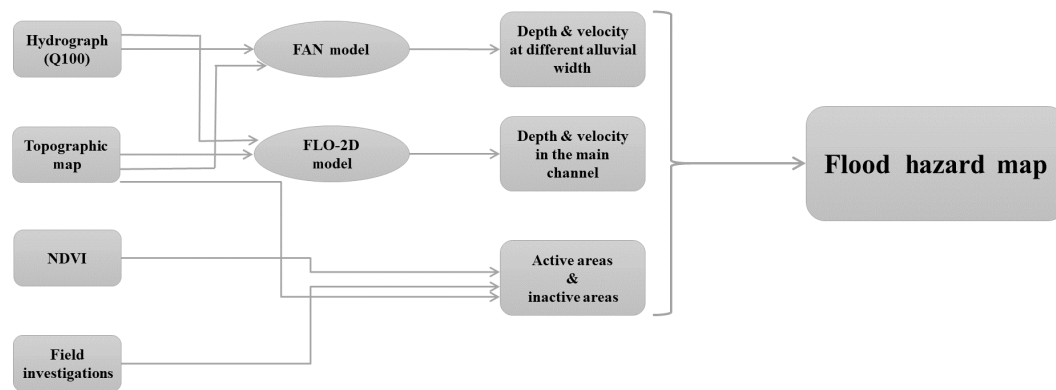 Hydrograph
(Q100)
FAN model
Depth & velocity
at different alluvial
width
Topographic
map
FLO-2D
model
Depth & velocity
in the main
channel
Flood hazard map
NDVI
Active areas
&
inactive areas
Field
investigations